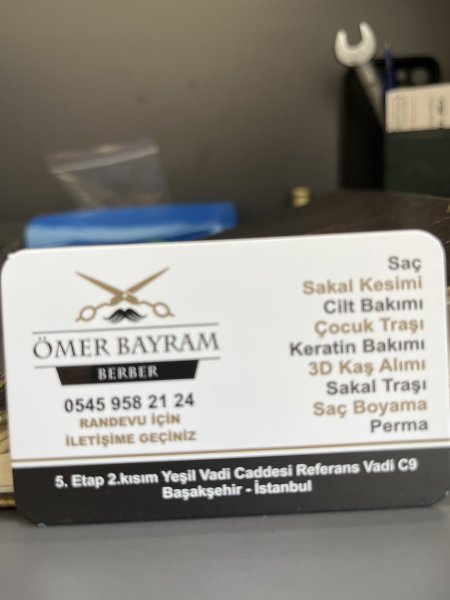 ÖMER BAYRAM
BERBER
0545 958 21 24
RANDEVU İÇİN
İLETİŞİME GEÇİNİZ
Saç
Sakal Kesimi
Cilt Bakımı
Çocuk Traşı
Keratin Bakımı
3D Kaş Alımı
Sakal Traşı
Saç Boyama
Perma
5. Etap 2.kısım Yeşil Vadi Caddesi Referans Vadi C9
Başakşehir - İstanbul